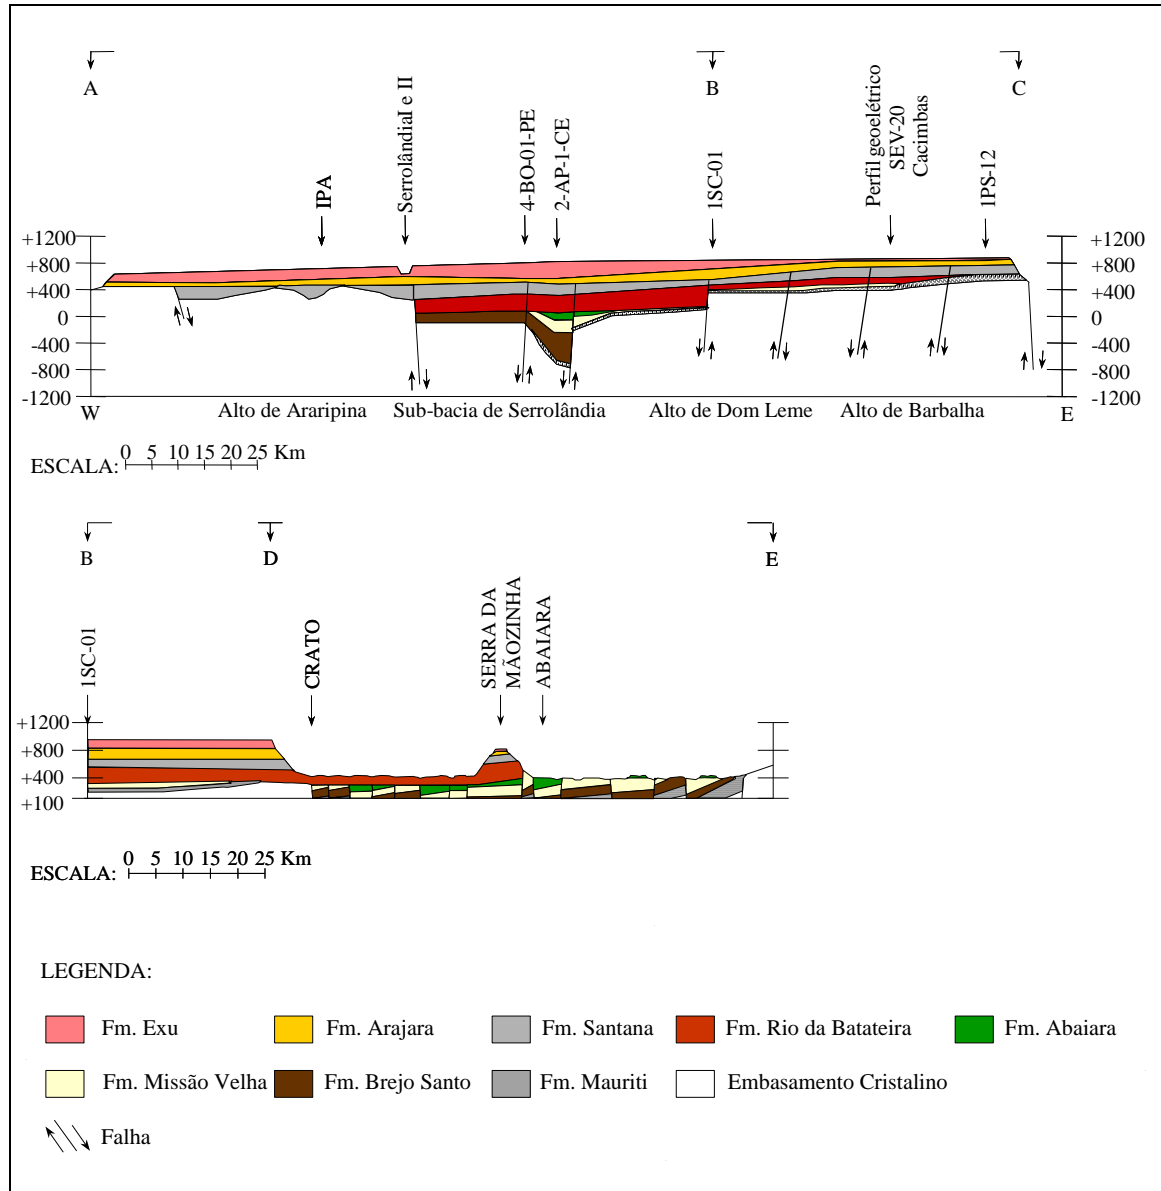 A
B
C
IPA
SerrolândiaI e II
4-BO-01-PE
2-AP-1-CE
1SC-01
Perfil geoelétrico
SEV-20
Cacimbas
1PS-12
+1200
+800
+400
0
-400
-800
-1200
+1200
+800
+400
0
-400
-800
-1200
W
Alto de Araripina
Sub-bacia de Serrolândia
Alto de Dom Leme
Alto de Barbalha
E
ESCALA: 0 5 10 15 20 25 Km
B
D
E
1SC-01
CRATO
SERRA DA
MÃOZINHA
ABAIARA
+1200
+800
+400
+100
ESCALA: 0 5 10 15 20 25 Km
LEGENDA:
Fm. Exu
Fm. Arajara
Fm. Santana
Fm. Rio da Batateira
Fm. Abaiara
Fm. Missão Velha
Fm. Brejo Santo
Fm. Mauriti
Embasamento Cristalino
Falha